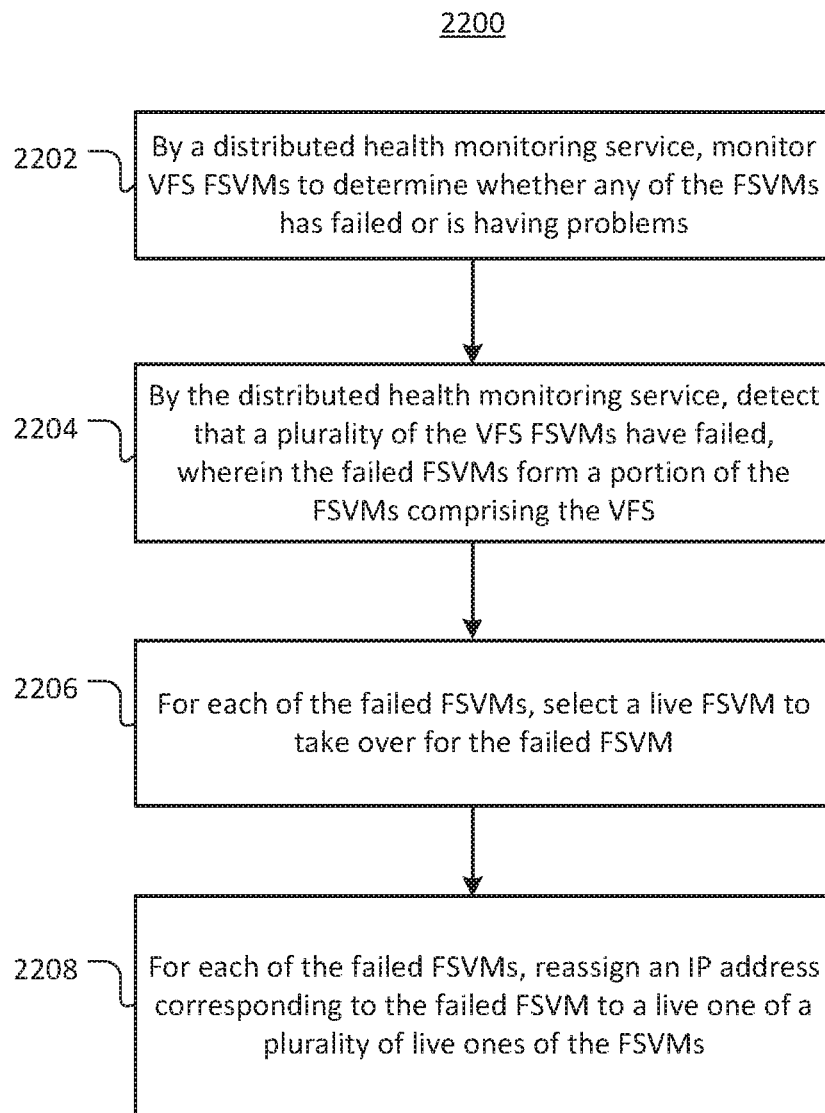 2200
2202
By a distributed health monitoring service, monitor
VFS FSVMs to determine whether any of the FSVMs
has failed or is having problems
2204
By the distributed health monitoring service, detect
that a plurality of the VFS FSVMs have failed,
wherein the failed FSVMs form a portion of the
FSVMs comprising the VFS
2206
For each of the failed FSVMs, select a live FSVM to
take over for the failed FSVM
2208
For each of the failed FSVMs, reassign an IP address
corresponding to the failed FSVM to a live one of a
plurality of live ones of the FSVMs